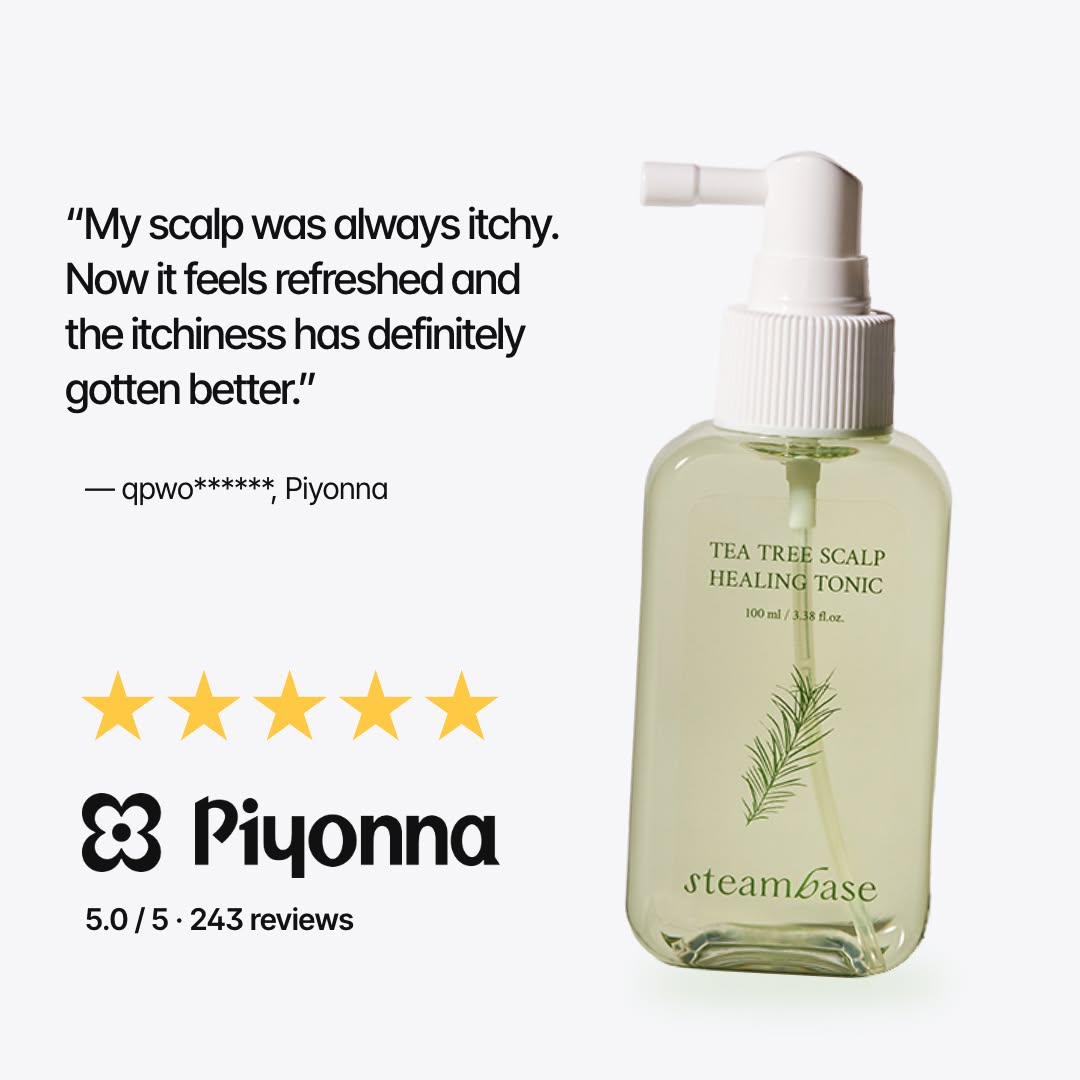 “My scalp was always itchy.
Now it feels refreshed and
the itchiness has definitely
gotten better.”
— qpwo******, Piyonna
Piyonna
5.0 / 5 · 243 reviews
TEA TREE SCALP
HEALING TONIC
100 ml / 3.38 fl.oz.
steambase